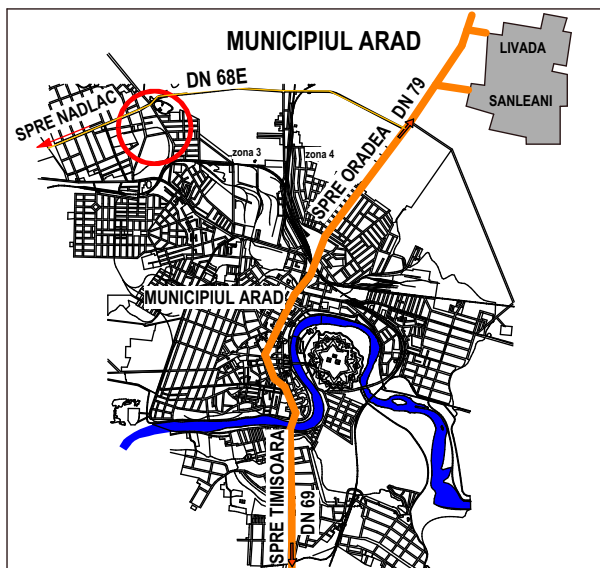 MUNICIPIUL ARAD
LIVADA
SANLEANI
DN 68E
SPRE NADLAC
DN 79
SPRE ORADEA
zona 3
zona 4
MUNICIPIUL ARAD
SPRE TIMISOARA
DN 69